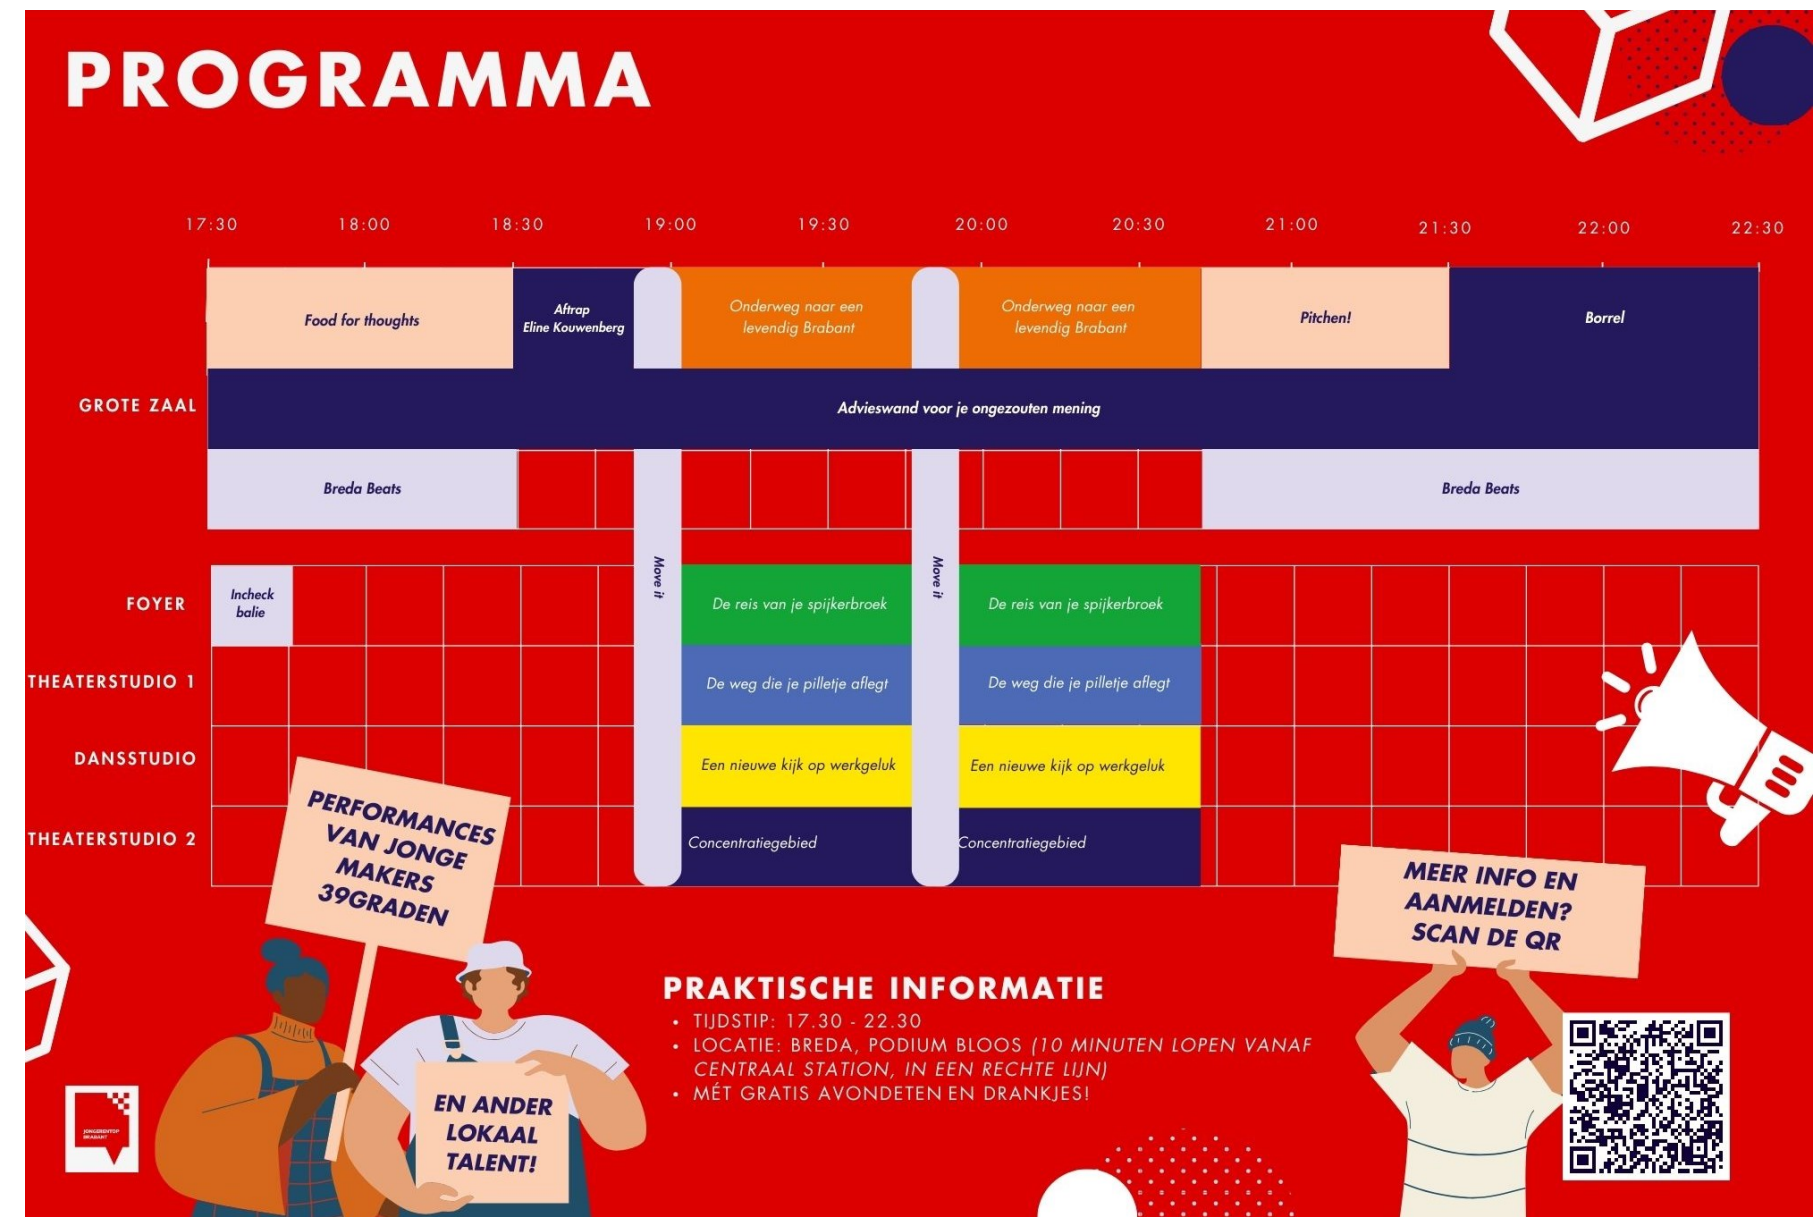 PROGRAMMA
17:30 18:00 18:30 19:00 19:30 20:00 20:30 21:00 21:30 22:00 22:30
Food for thoughts
Aftrap
Eline Kouwenberg
Onderweg naar een
levendig Brabant
Onderweg naar een
levendig Brabant
Pitchen!
Borrel
GROTE ZAAL
Advieswand voor je ongezouten mening
Breda Beats
Breda Beats
Move it
Move it
FOYER
Incheck
balie
De reis van je spijkerbroek
De reis van je spijkerbroek
THEATERSTUDIO 1
De weg die je pilletje aflegt
De weg die je pilletje aflegt
DANSSTUDIO
Een nieuwe kijk op werkgeluk
Een nieuwe kijk op werkgeluk
THEATERSTUDIO 2
Concentratiegebied
Concentratiegebied
PERFORMANCES
VAN JONGE
MAKERS
39GRADEN
EN ANDER
LOKAAL
TALENT!
MEER INFO EN
AANMELDEN?
SCAN DE QR
PRAKTISCHE INFORMATIE
• TIJDSTIP: 17.30 - 22.30
• LOCATIE: BREDA, PODIUM BLOOS (10 MINUTEN LOPEN VANAF
CENTRAAL STATION, IN EEN RECHTE LIJN)
• MÉT GRATIS AVONDETEN EN DRANKJES!
JONGERENTOP
BRABANT